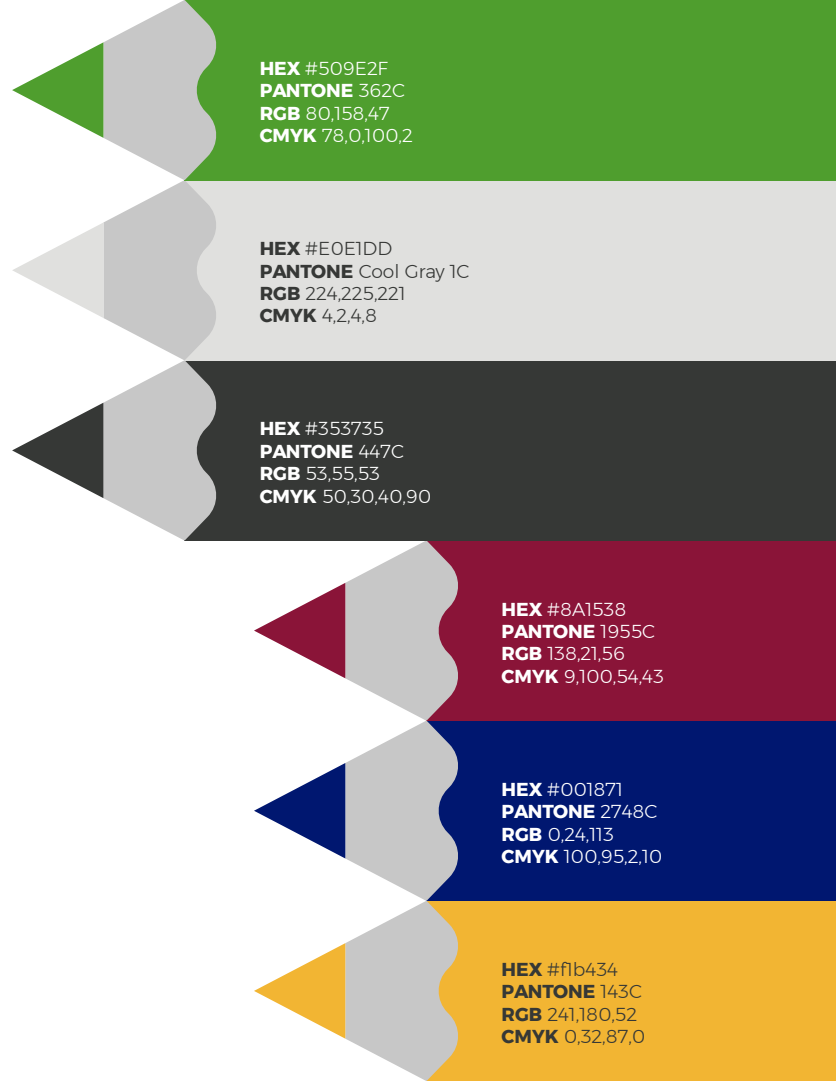 HEX #509E2F
PANTONE 362C
RGB 80,158,47
CMYK 78,0,100,2
HEX #E0E1DD
PANTONE Cool Gray 1C
RGB 224,225,221
CMYK 4,2,4,8
HEX #353735
PANTONE 447C
RGB 53,55,53
CMYK 50,30,40,90
HEX #8A1538
PANTONE 1955C
RGB 138,21,56
CMYK 9,100,54,43
HEX #001871
PANTONE 2748C
RGB 0,24,113
CMYK 100,95,2,10
HEX #f1b434
PANTONE 143C
RGB 241,180,52
CMYK 0,32,87,0